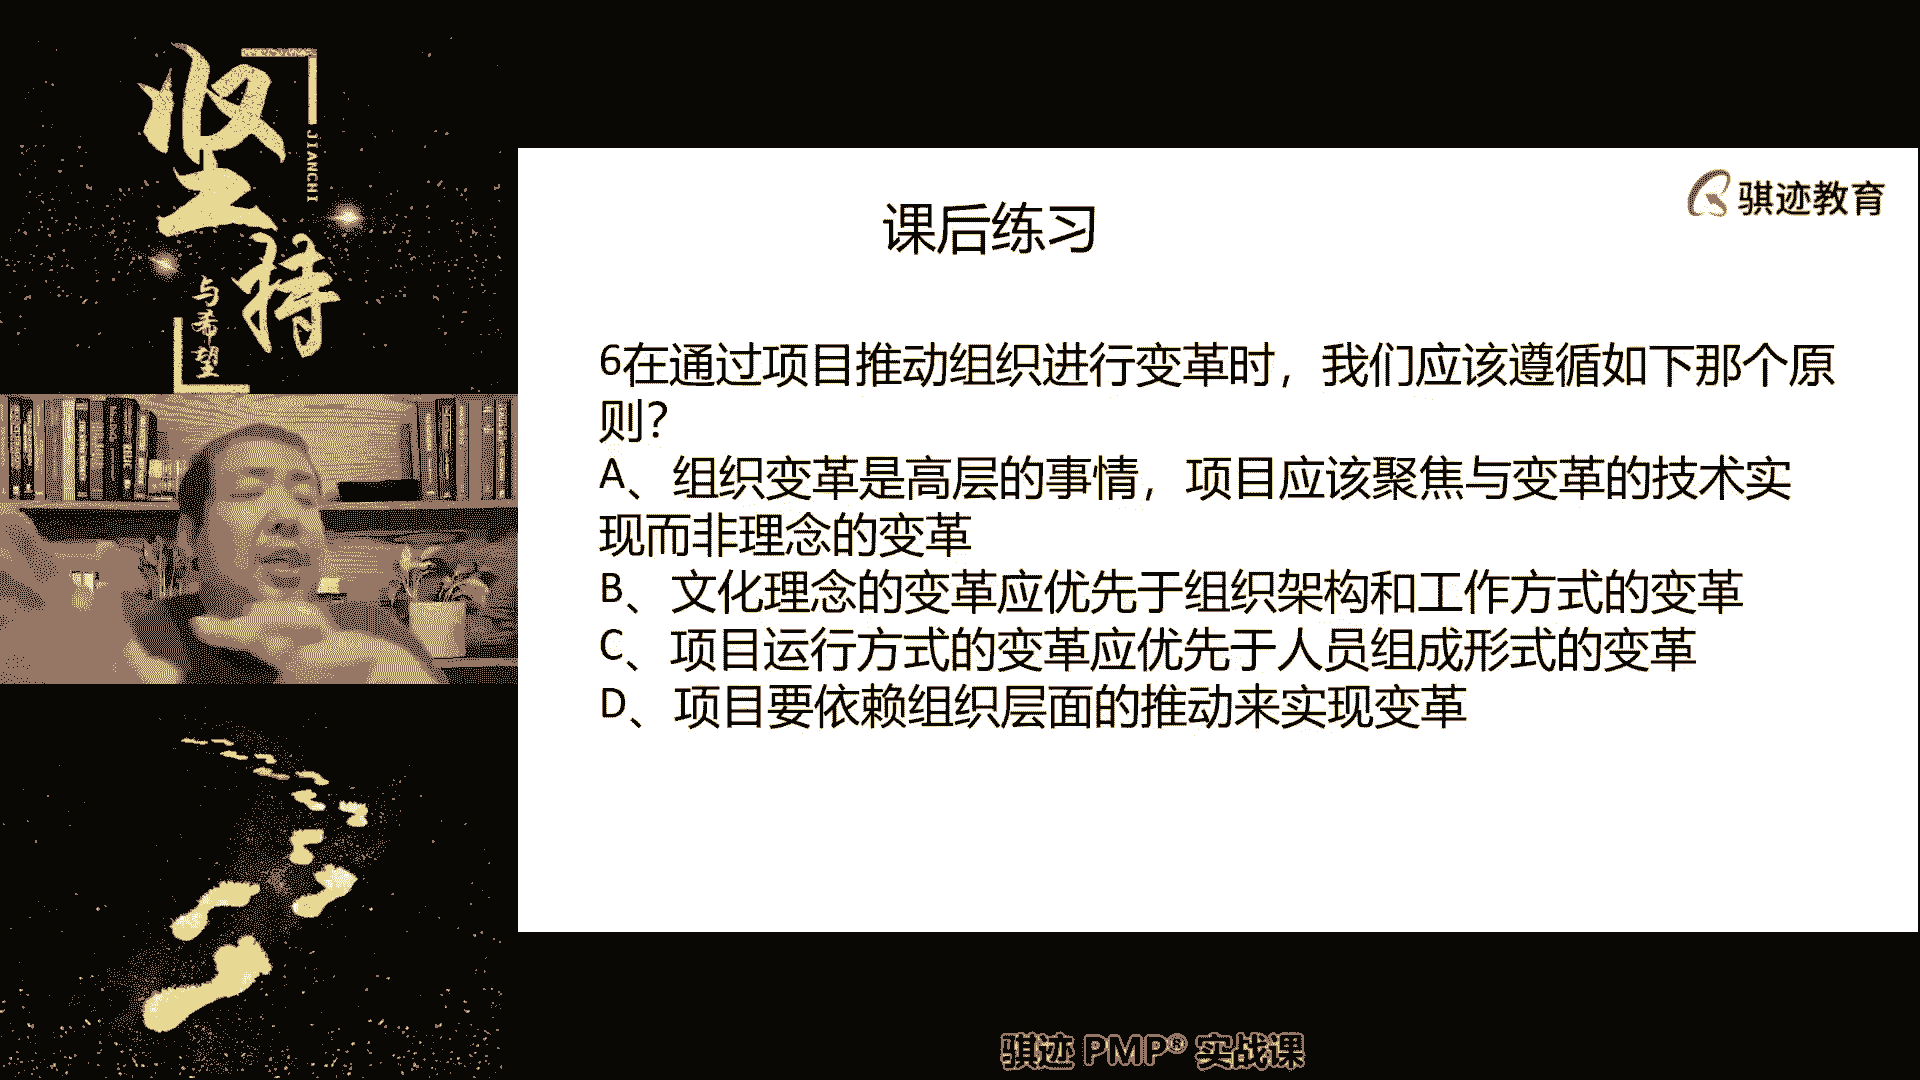 坚持
JIANCHI
与希望
骐迹教育
课后练习
6在通过项目推动组织进行变革时，我们应该遵循如下那个原
则？
A、组织变革是高层的事情，项目应该聚焦与变革的技术实
现而非理念的变革
B、文化理念的变革应优先于组织架构和工作方式的变革
C、项目运行方式的变革应优先于人员组成形式的变革
D、项目要依赖组织层面的推动来实现变革
骐迹 PMP® 实战课